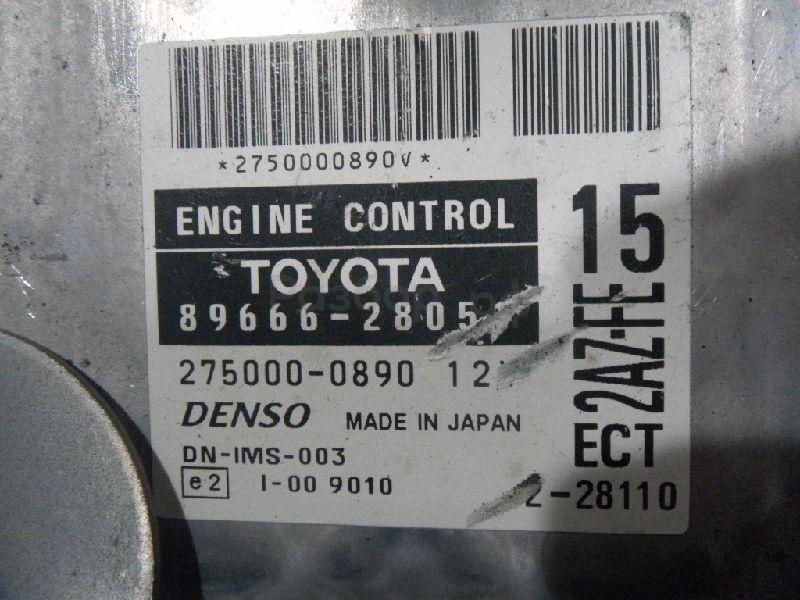 *2750000890V*
ENGINE CONTROL
TOYOTA
89666-2805
275000-0890 12
DENSO MADE IN JAPAN
DN-IMS-003
e2 I-00 9010
15
2AZ-FE
ECT
2-28110